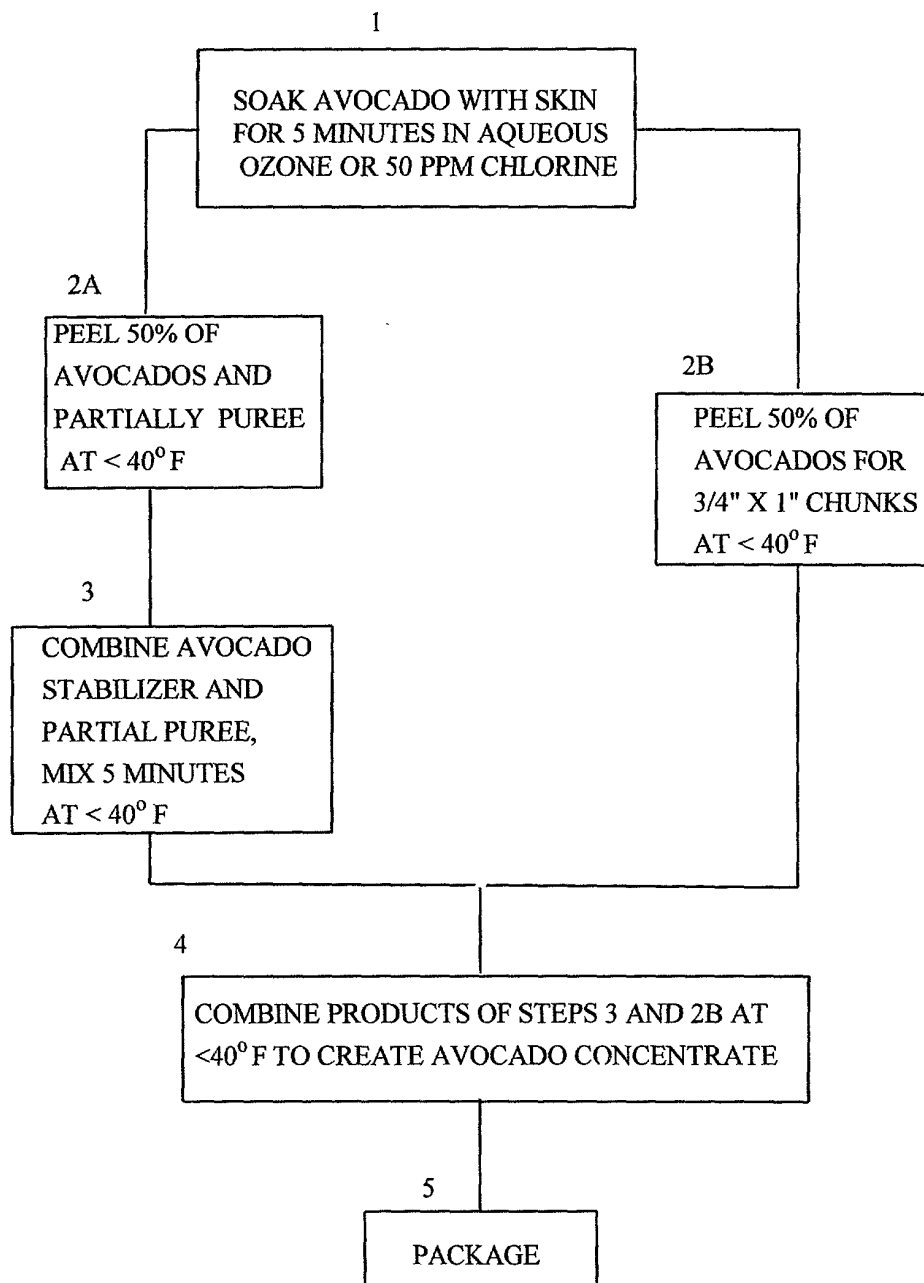 1
SOAK AVOCADO WITH SKIN
FOR 5 MINUTES IN AQUEOUS
OZONE OR 50 PPM CHLORINE
2A
PEEL 50% OF
AVOCADOS AND
PARTIALLY PUREE
AT < 40° F
2B
PEEL 50% OF
AVOCADOS FOR
3/4" X 1" CHUNKS
AT < 40° F
3
COMBINE AVOCADO
STABILIZER AND
PARTIAL PUREE,
MIX 5 MINUTES
AT < 40° F
4
COMBINE PRODUCTS OF STEPS 3 AND 2B AT
<40° F TO CREATE AVOCADO CONCENTRATE
5
PACKAGE